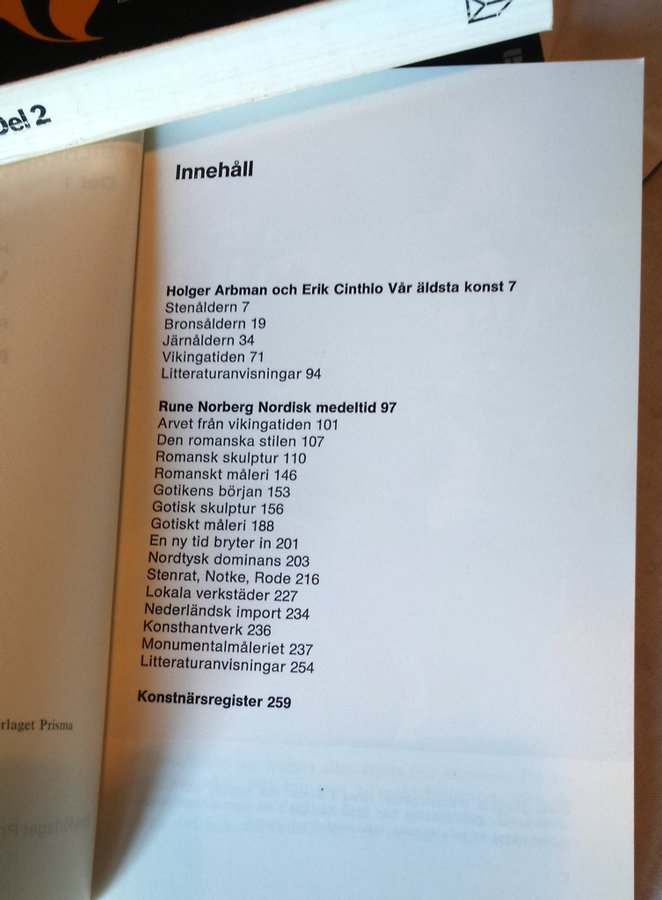 Del 2
Innehåll
Holger Arbman och Erik Cinthio Vår äldsta konst 7
Stenåldern 7
Bronsåldern 19
Järnåldern 34
Vikingatiden 71
Litteraturanvisningar 94
Rune Norberg Nordisk medeltid 97
Arvet från vikingatiden 101
Den romanska stilen 107
Romansk skulptur 110
Romanskt måleri 146
Gotikens början 153
Gotisk skulptur 156
Gotiskt måleri 188
En ny tid bryter in 201
Nordtysk dominans 203
Stenrat, Notke, Rode 216
Lokala verkstäder 227
Nederländsk import 234
Konsthantverk 236
Monumentalmåleriet 237
Litteraturanvisningar 254
Konstnärsregister 259
rlaget Prisma